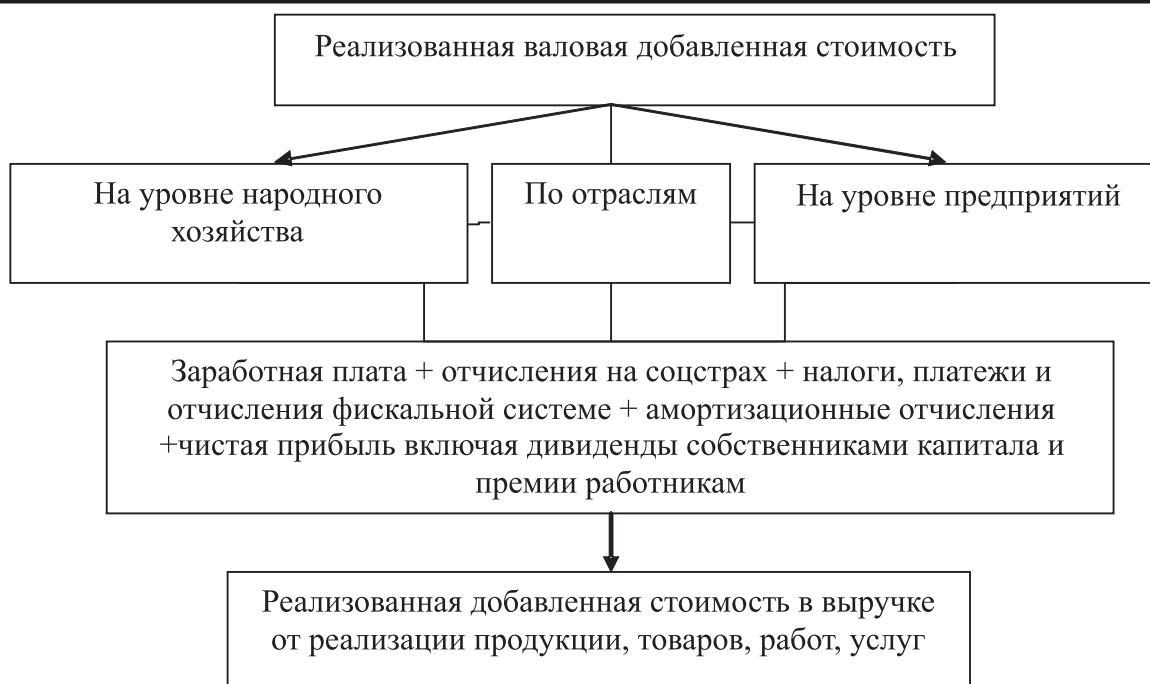 Реализованная валовая добавленная стоимость
На уровне народного
хозяйства
По отраслям
На уровне предприятий
Заработная плата + отчисления на соцстрах + налоги, платежи и
отчисления фискальной системе + амортизационные отчисления
+чистая прибыль включая дивиденды собственниками капитала и
премии работникам
Реализованная добавленная стоимость в выручке
от реализации продукции, товаров, работ, услуг